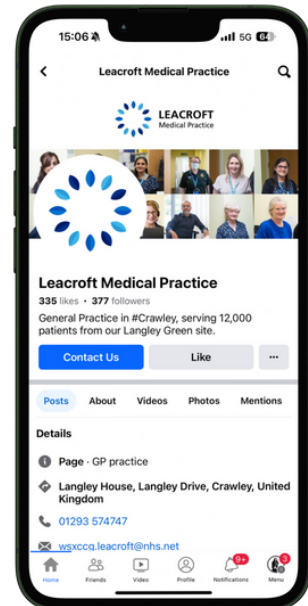 15:06
5G 64
Leacroft Medical Practice
LEACROFT
Medical Practice
Leacroft Medical Practice
335 likes • 377 followers
General Practice in #Crawley, serving 12,000
patients from our Langley Green site.
Contact Us
Like
Posts About Videos Photos Mentions
Details
Page · GP practice
Langley House, Langley Drive, Crawley, United
Kingdom
01293 574747
wsxccg.leacroft@nhs.net
9+ 3
Home Friends Video Profile Notifications Menu